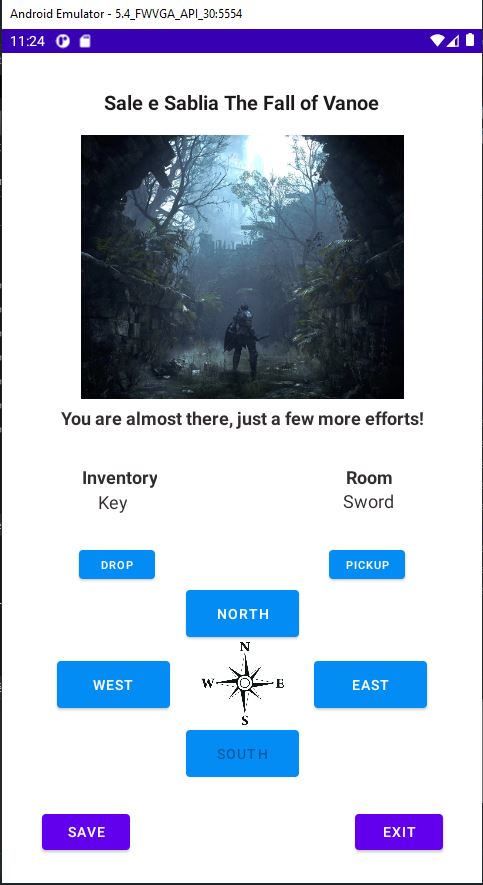 Android Emulator - 5.4_FWVGA_API_30:5554
11:24
Sale e Sablia The Fall of Vanoe
You are almost there, just a few more efforts!
Inventory
Room
Key
Sword
DROP
PICKUP
NORTH
N
WEST
W
E
EAST
S
SOUTH
SAVE
EXIT